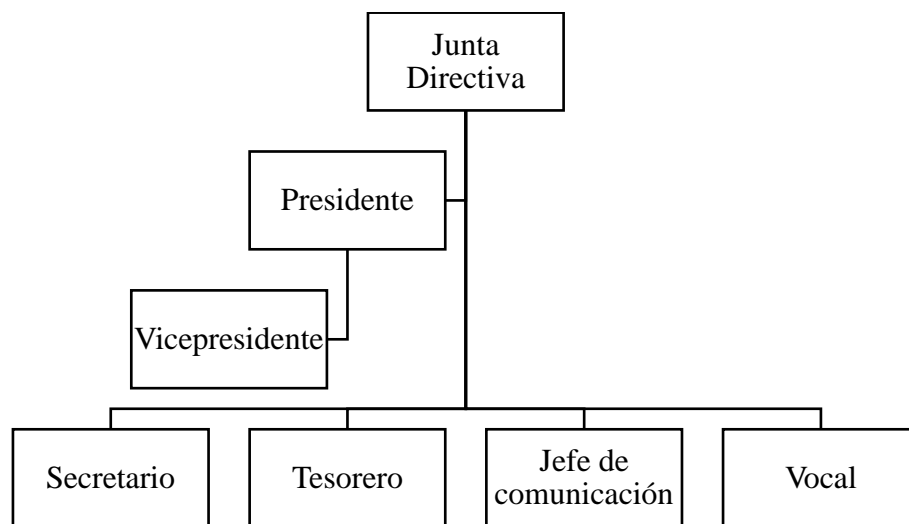 Junta
Directiva
Presidente
Vicepresidente
Secretario
Tesorero
Jefe de
comunicación
Vocal